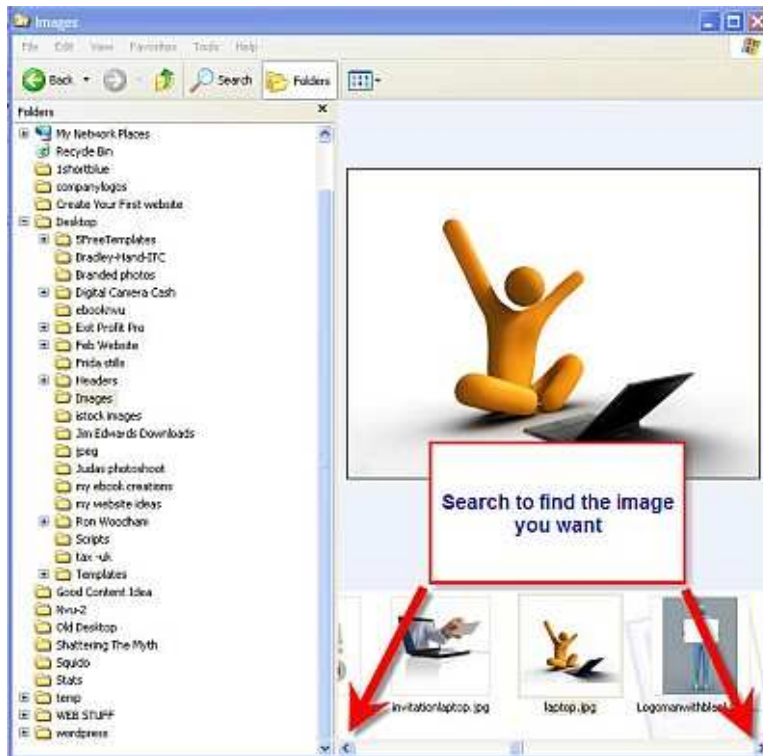 Images
File Edit View Favorites Tools Help
Back Search Folders
Folders
My Network Places
Recycle Bin
1shortblue
companylogos
Create Your First website
Desktop
5FreeTemplates
Bradley-Hand-ITC
Branded photos
Digital Camera Cash
ebooknvu
Exit Profit Pro
Feb Website
Frida stills
Headers
Images
istock images
Jim Edwards Downloads
jpeg
Judas photoshoot
my ebook creations
my website ideas
Ron Woodham
Scripts
tax -uk
Templates
Good Content Idea
Nvu-2
Old Desktop
Shattering The Myth
Squido
Stats
temp
WEB STUFF
wordpress
Search to find the image
you want
invitationlaptop.jpg
laptop.jpg